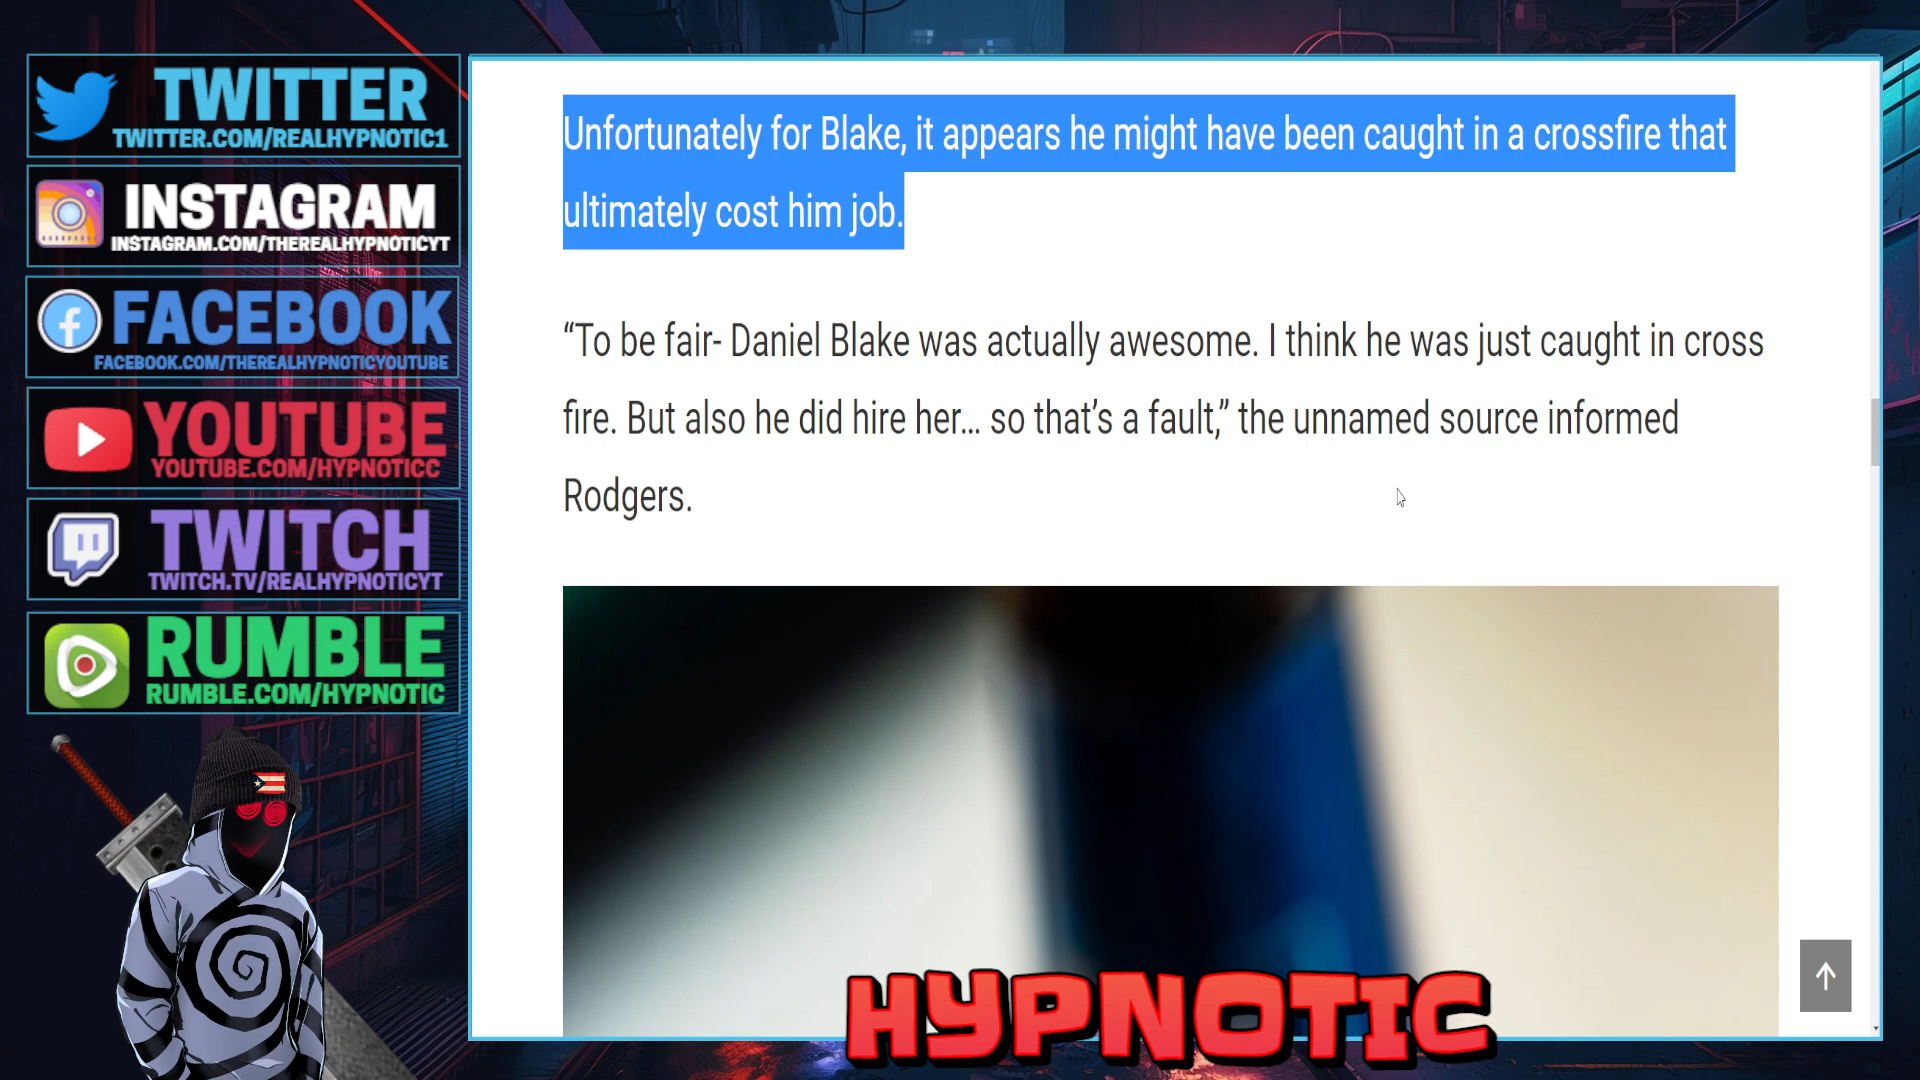 TWITTER
TWITTER.COM/REALHYPNOTIC1
INSTAGRAM
INSTAGRAM.COM/THEREALHYPNOTICYT
FACEBOOK
FACEBOOK.COM/THEREALHYPNOTICYOUTUBE
YOUTUBE
YOUTUBE.COM/HYPNOTICC
TWITCH
TWITCH.TV/REALHYPNOTICYT
RUMBLE
RUMBLE.COM/HYPNOTIC
Unfortunately for Blake, it appears he might have been caught in a crossfire that
ultimately cost him job.
“To be fair- Daniel Blake was actually awesome. I think he was just caught in cross
fire. But also he did hire her… so that’s a fault,” the unnamed source informed
Rodgers.
HYPNOTIC